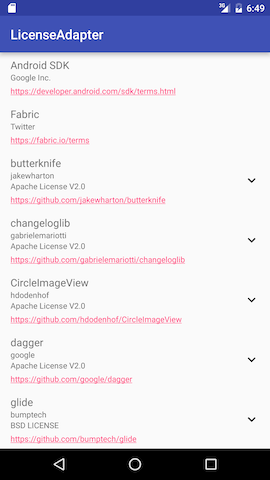 3G
6:49
LicenseAdapter
Android SDK
Google Inc.
https://developer.android.com/sdk/terms.html
Fabric
Twitter
https://fabric.io/terms
butterknife
jakewharton
Apache License V2.0
https://github.com/jakewharton/butterknife
changeloglib
gabrielemariotti
Apache License V2.0
https://github.com/gabrielemariotti/changeloglib
CircleImageView
hdodenhof
Apache License V2.0
https://github.com/hdodenhof/CircleImageView
dagger
google
Apache License V2.0
https://github.com/google/dagger
glide
bumptech
BSD LICENSE
https://github.com/bumptech/glide